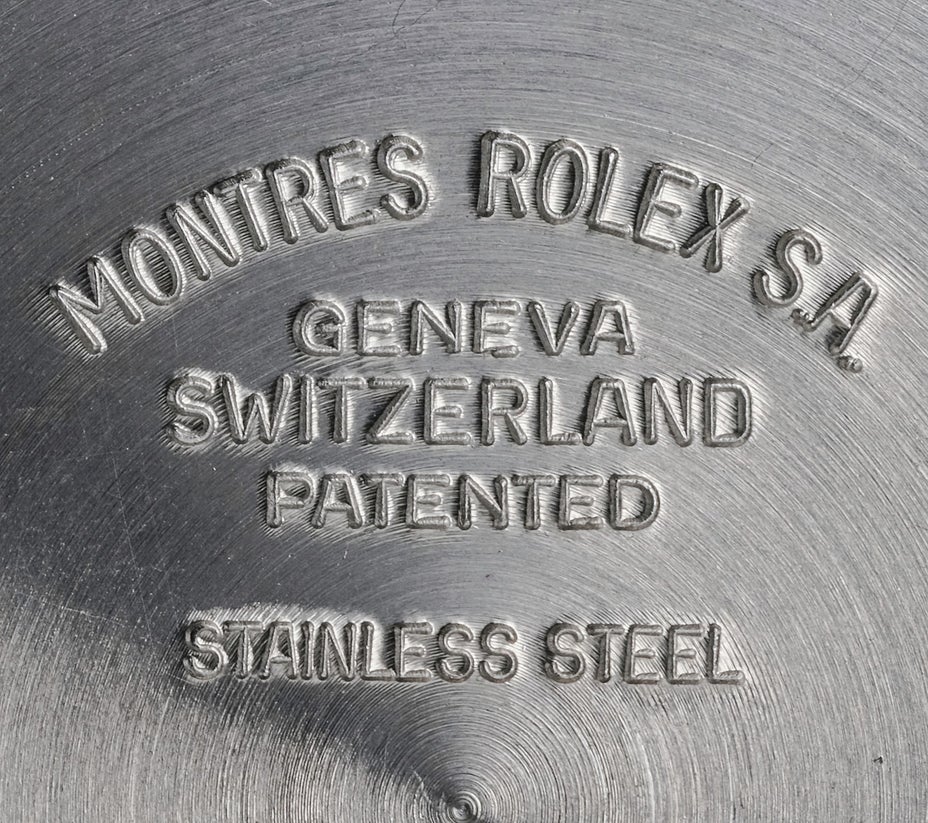 MONTRES ROLEX S.A.
GENEVA
SWITZERLAND
PATENTED
STAINLESS STEEL